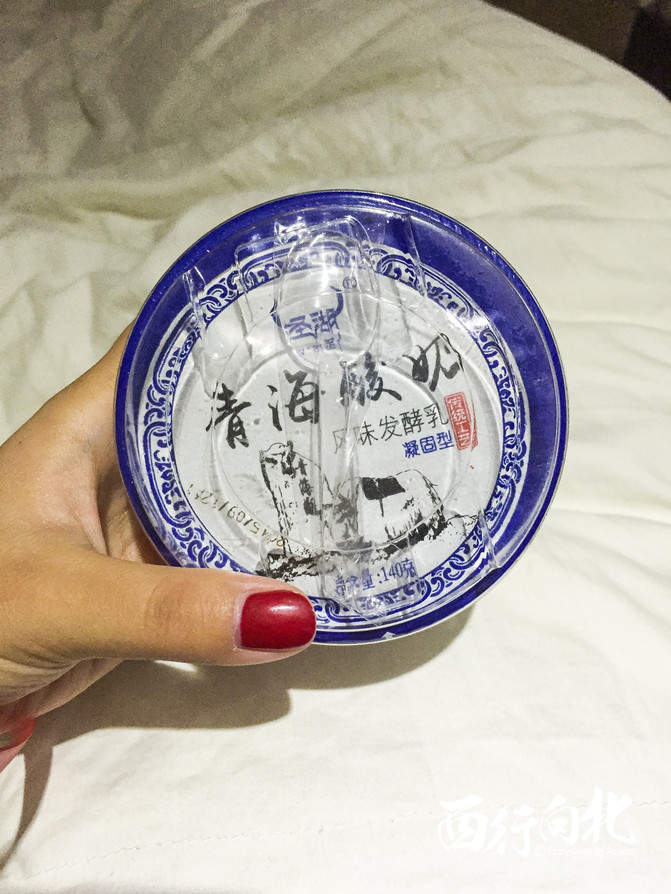 圣湖
青海酸奶
风味发酵乳
凝固型
传统工艺
净含量:140克
西行向北